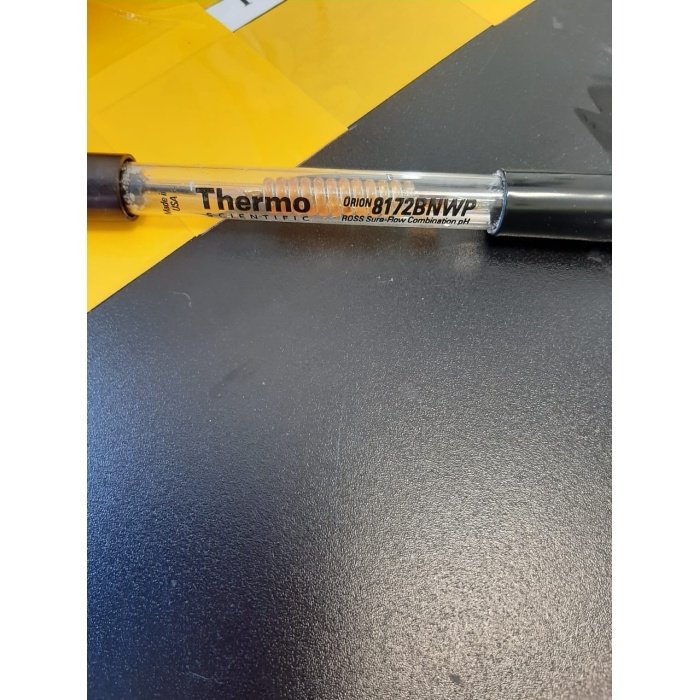 Made in
USA
Thermo
SCIENTIFIC
ORION 8172BNWP
ROSS Sure-Flow Combination pH